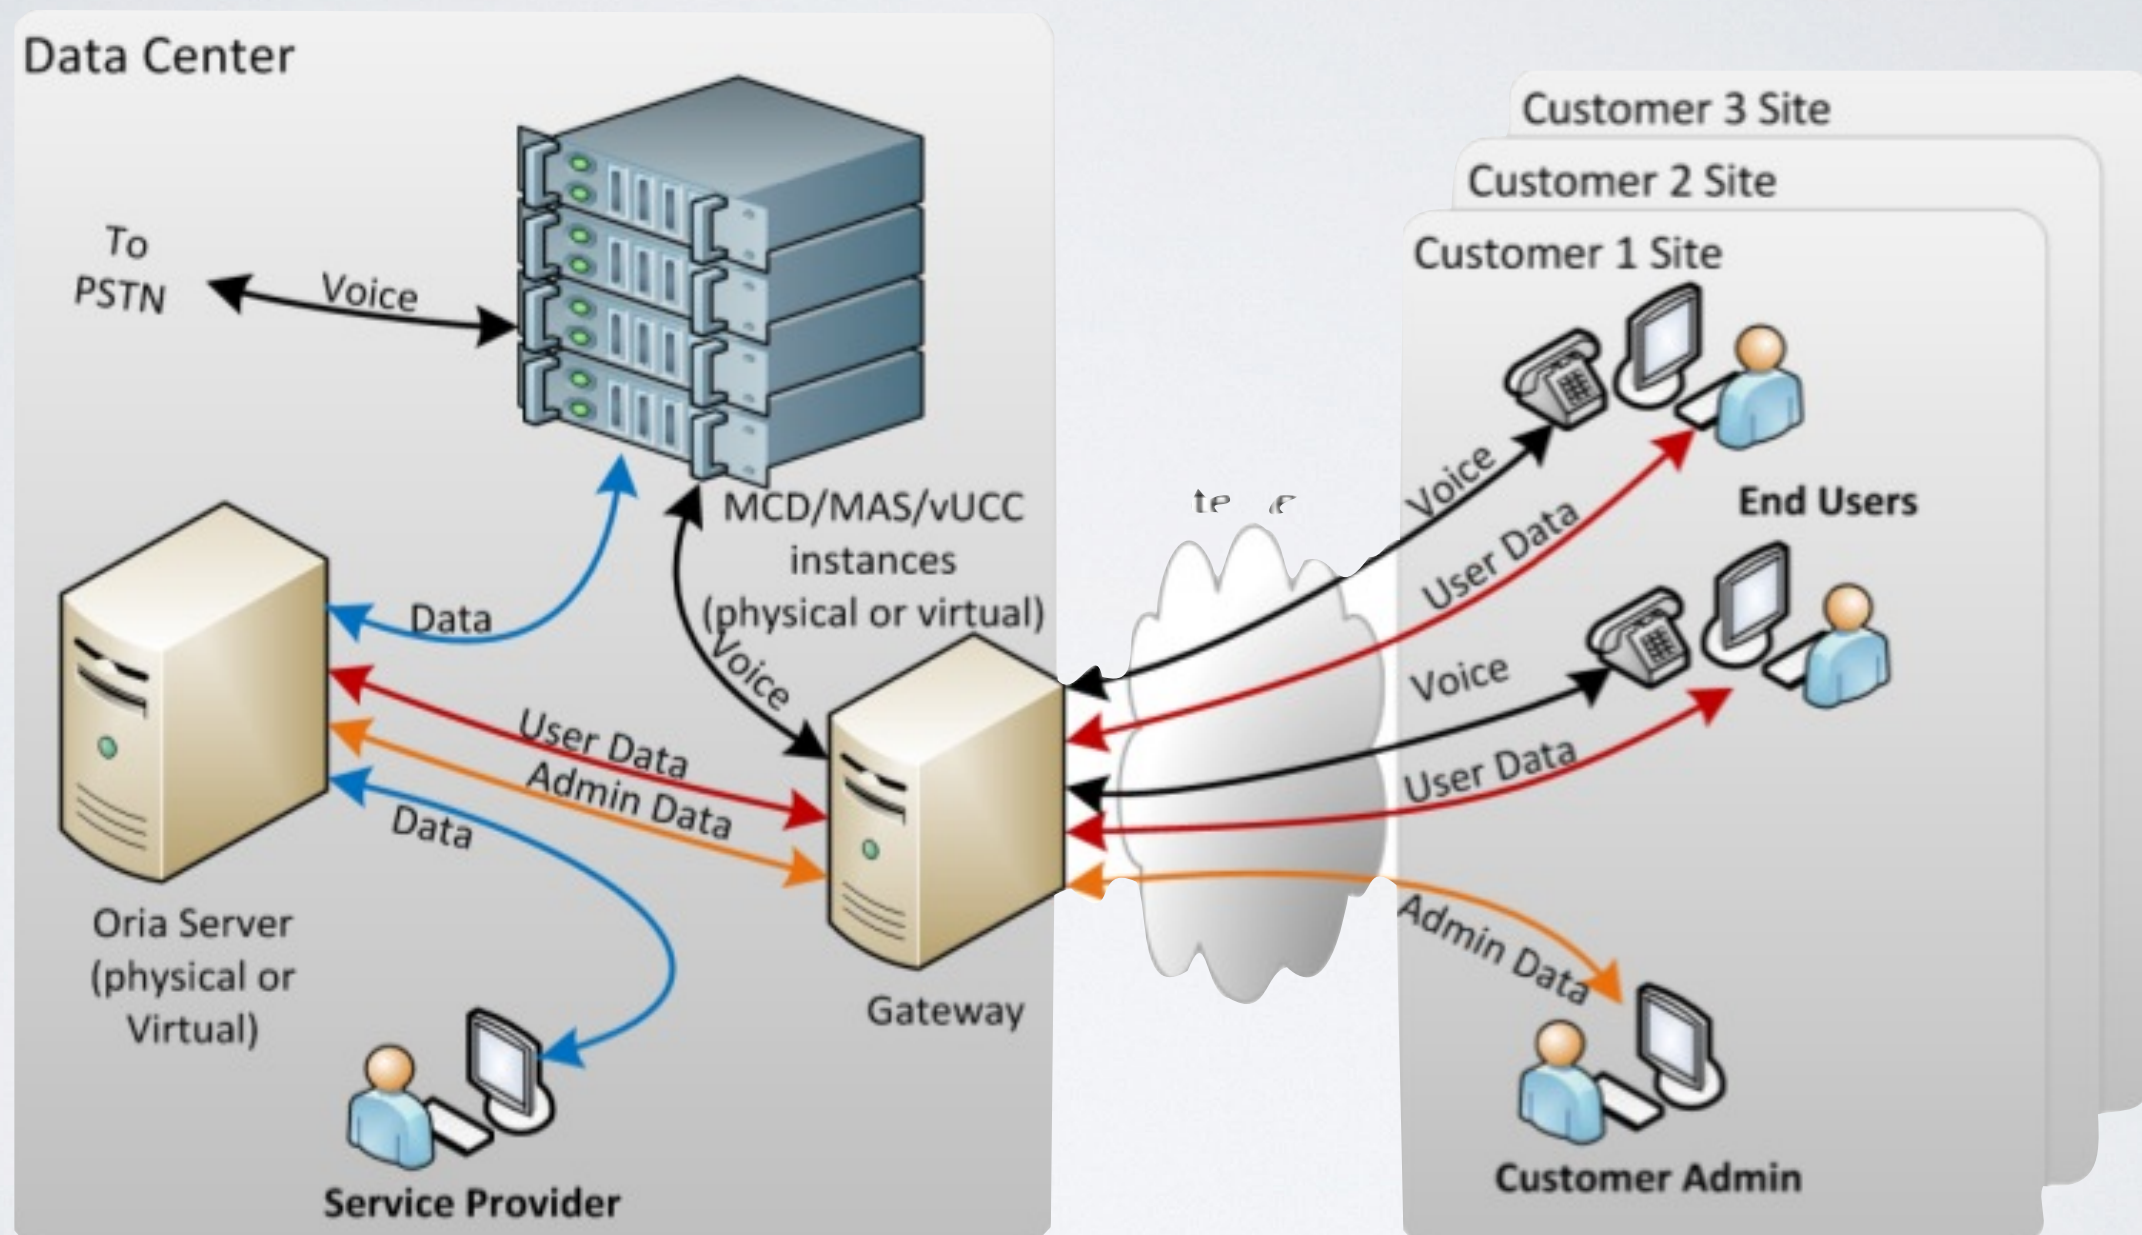 Data Center
To
PSTN
Voice
MCD/MAS/vUCC
instances
(physical or virtual)
Data
Voice
User Data
Admin Data
Data
Oria Server
(physical or
Virtual)
Gateway
Service Provider
Customer 3 Site
Customer 2 Site
Customer 1 Site
Voice
User Data
End Users
Voice
User Data
Admin Data
Customer Admin